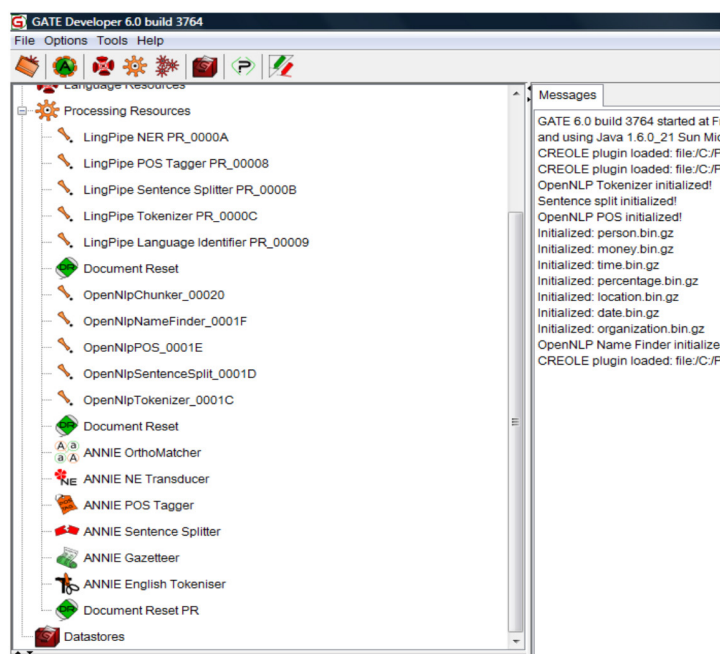 GATE Developer 6.0 build 3764
File Options Tools Help
Language Resources
Processing Resources
LingPipe NER PR_0000A
LingPipe POS Tagger PR_00008
LingPipe Sentence Splitter PR_0000B
LingPipe Tokenizer PR_0000C
LingPipe Language Identifier PR_00009
Document Reset
OpenNlpChunker_00020
OpenNlpNameFinder_0001F
OpenNlpPOS_0001E
OpenNlpSentenceSplit_0001D
OpenNlpTokenizer_0001C
Document Reset
ANNIE OrthoMatcher
ANNIE NE Transducer
ANNIE POS Tagger
ANNIE Sentence Splitter
ANNIE Gazetteer
ANNIE English Tokeniser
Document Reset PR
Datastores
Messages
GATE 6.0 build 3764 started at F
and using Java 1.6.0_21 Sun Mi
CREOLE plugin loaded: file:/C:/F
CREOLE plugin loaded: file:/C:/F
OpenNLP Tokenizer initialized!
Sentence split initialized!
OpenNLP POS initialized!
Initialized: person.bin.gz
Initialized: money.bin.gz
Initialized: time.bin.gz
Initialized: percentage.bin.gz
Initialized: location.bin.gz
Initialized: date.bin.gz
Initialized: organization.bin.gz
OpenNLP Name Finder initialize
CREOLE plugin loaded: file:/C:/F